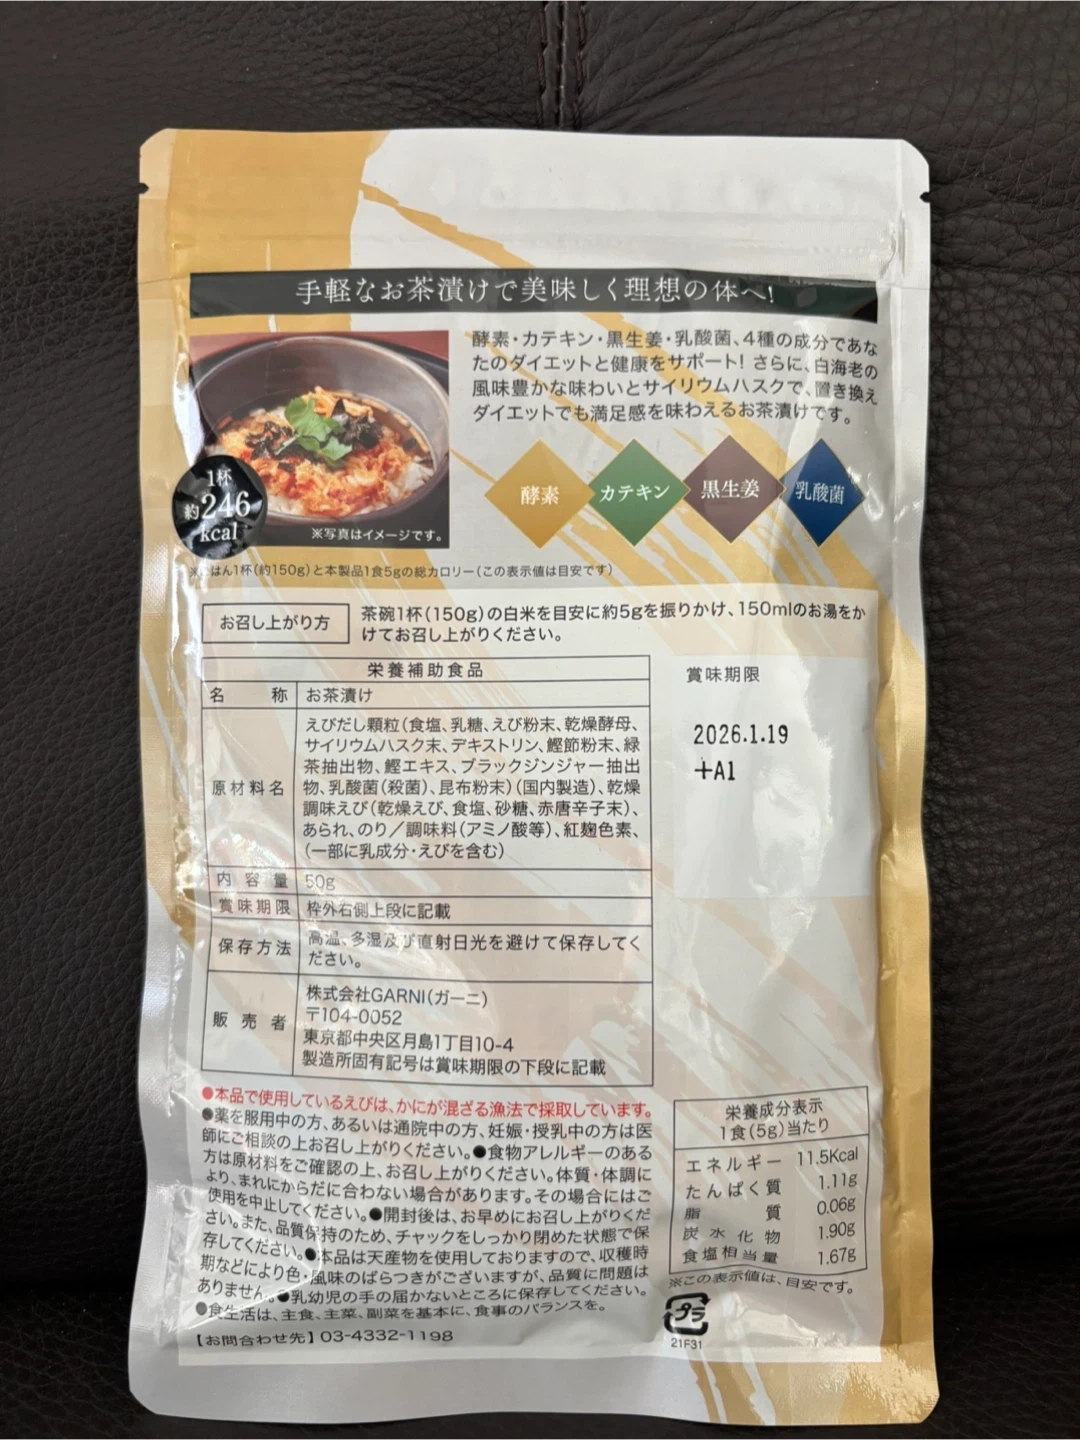 手軽なお茶漬けで美味しく理想の体へ!
酵素・カテキン・黒生姜・乳酸菌、4種の成分であな
たのダイエットと健康をサポート! さらに、白海老の
風味豊かな味わいとサイリウムハスクで、置き換え
ダイエットでも満足感を味わえるお茶漬けです。
1杯
約246
kcal
※写真はイメージです。
酵素
カテキン
黒生姜
乳酸菌
※ごはん1杯(約150g)と本製品1食5gの総カロリー(この表示値は目安です)
お召し上がり方
茶碗1杯(150g)の白米を目安に約5gを振りかけ、150mlのお湯をか
けてお召し上がりください。
栄養補助食品
名称 お茶漬け
原材料名
えびだし顆粒(食塩、乳糖、えび粉末、乾燥酵母、
サイリウムハスク末、デキストリン、鰹節粉末、緑
茶抽出物、鰹エキス、ブラックジンジャー抽出
物、乳酸菌(殺菌)、昆布粉末)(国内製造)、乾燥
調味えび(乾燥えび、食塩、砂糖、赤唐辛子末)、
あられ、のり/調味料(アミノ酸等)、紅麹色素、
(一部に乳成分・えびを含む)
内容量 50g
賞味期限 枠外右側上段に記載
保存方法
高温、多湿及び直射日光を避けて保存してく
ださい。
販売者
株式会社GARNI(ガーニ)
〒104-0052
東京都中央区月島1丁目10-4
製造所固有記号は賞味期限の下段に記載
賞味期限
2026.1.19
+A1
●本品で使用しているえびは、かにが混ざる漁法で採取しています。
●薬を服用中の方、あるいは通院中の方、妊娠・授乳中の方は医
師にご相談の上お召し上がりください。●食物アレルギーのある
方は原材料をご確認の上、お召し上がりください。体質・体調に
より、まれにからだに合わない場合があります。その場合にはご
使用を中止してください。●開封後は、お早めにお召し上がりくだ
さい。また、品質保持のため、チャックをしっかり閉めた状態で保
存してください。●本品は天産物を使用しておりますので、収穫時
期などにより色・風味のばらつきがございますが、品質に問題は
ありません。●乳幼児の手の届かないところに保存してください。
●食生活は、主食、主菜、副菜を基本に、食事のバランスを。
【お問合わせ先】03-4332-1198
栄養成分表示
1食(5g)当たり
エネルギー 11.5Kcal
たんぱく質 1.11g
脂質 0.06g
炭水化物 1.90g
食塩相当量 1.67g
※この表示値は、目安です。
プラ
21F31